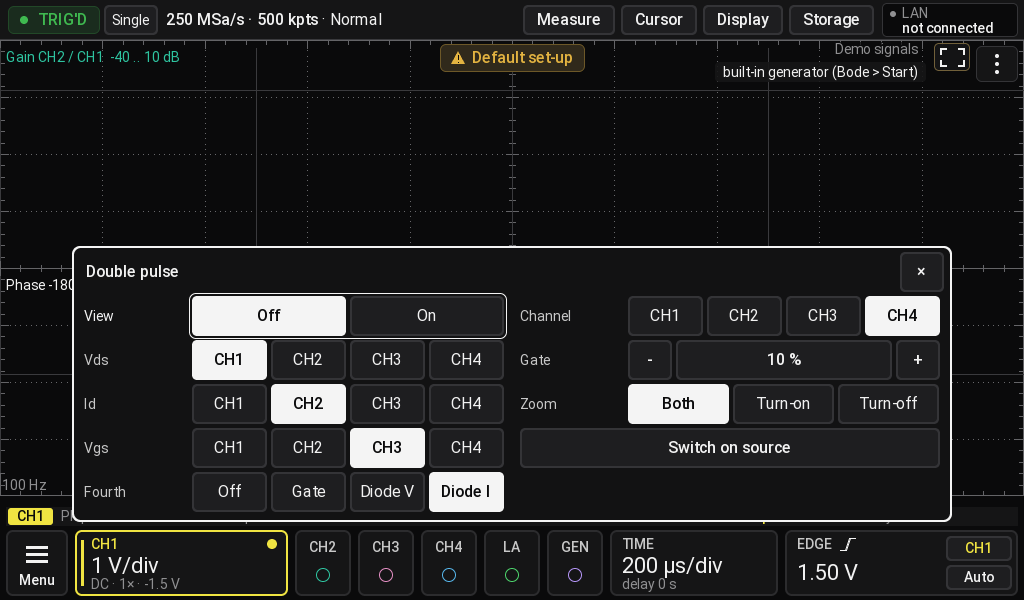 TRIG'D Single 250 MSa/s · 500 kpts · Normal Measure Cursor Display Storage LAN
not connected
Gain CH2 / CH1 -40 .. 10 dB
Default set-up
Demo signals
built-in generator (Bode > Start)
Double pulse ×
View Off On Channel CH1 CH2 CH3 CH4
Phase -180
Vds CH1 CH2 CH3 CH4 Gate - 10 % +
Id CH1 CH2 CH3 CH4 Zoom Both Turn-on Turn-off
Vgs CH1 CH2 CH3 CH4 Switch on source
100 Hz
Fourth Off Gate Diode V Diode I
CH1
Menu
CH1
1 V/div
DC · 1× · -1.5 V
CH2 CH3 CH4 LA GEN
TIME
200 µs/div
delay 0 s
EDGE
1.50 V
CH1
Auto